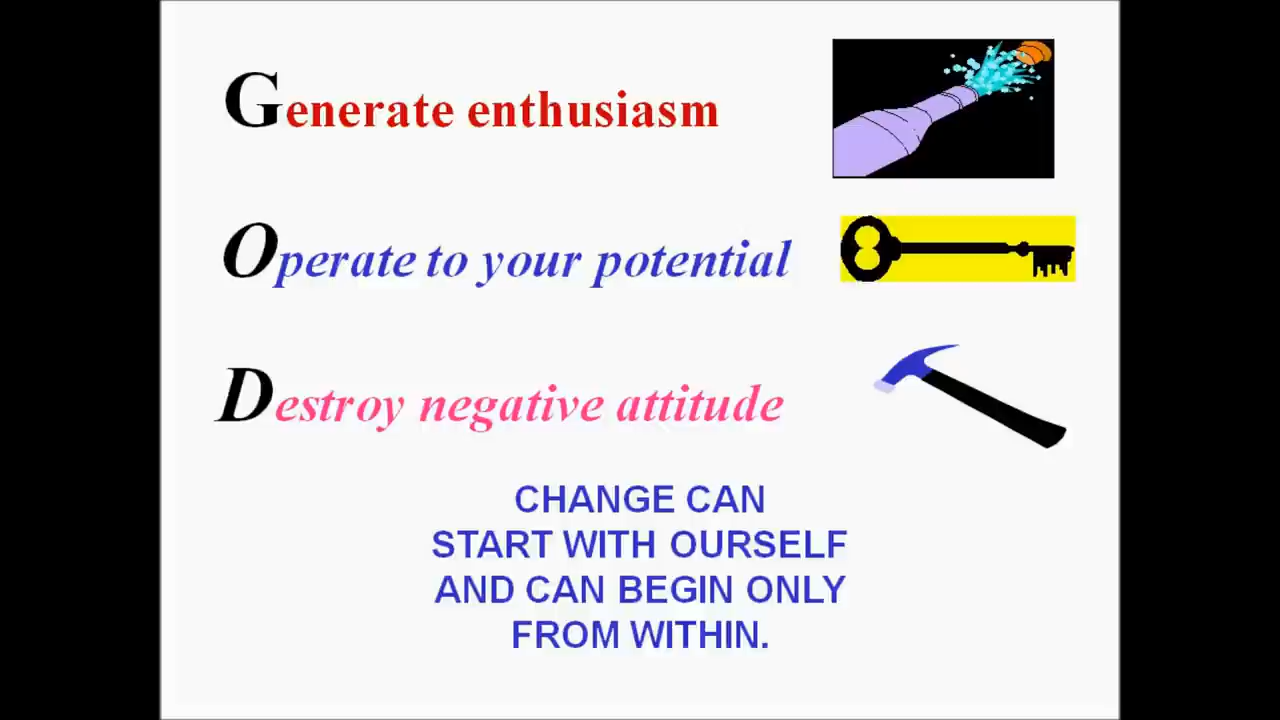 Generate enthusiasm
Operate to your potential
Destroy negative attitude
CHANGE CAN
START WITH OURSELF
AND CAN BEGIN ONLY
FROM WITHIN.